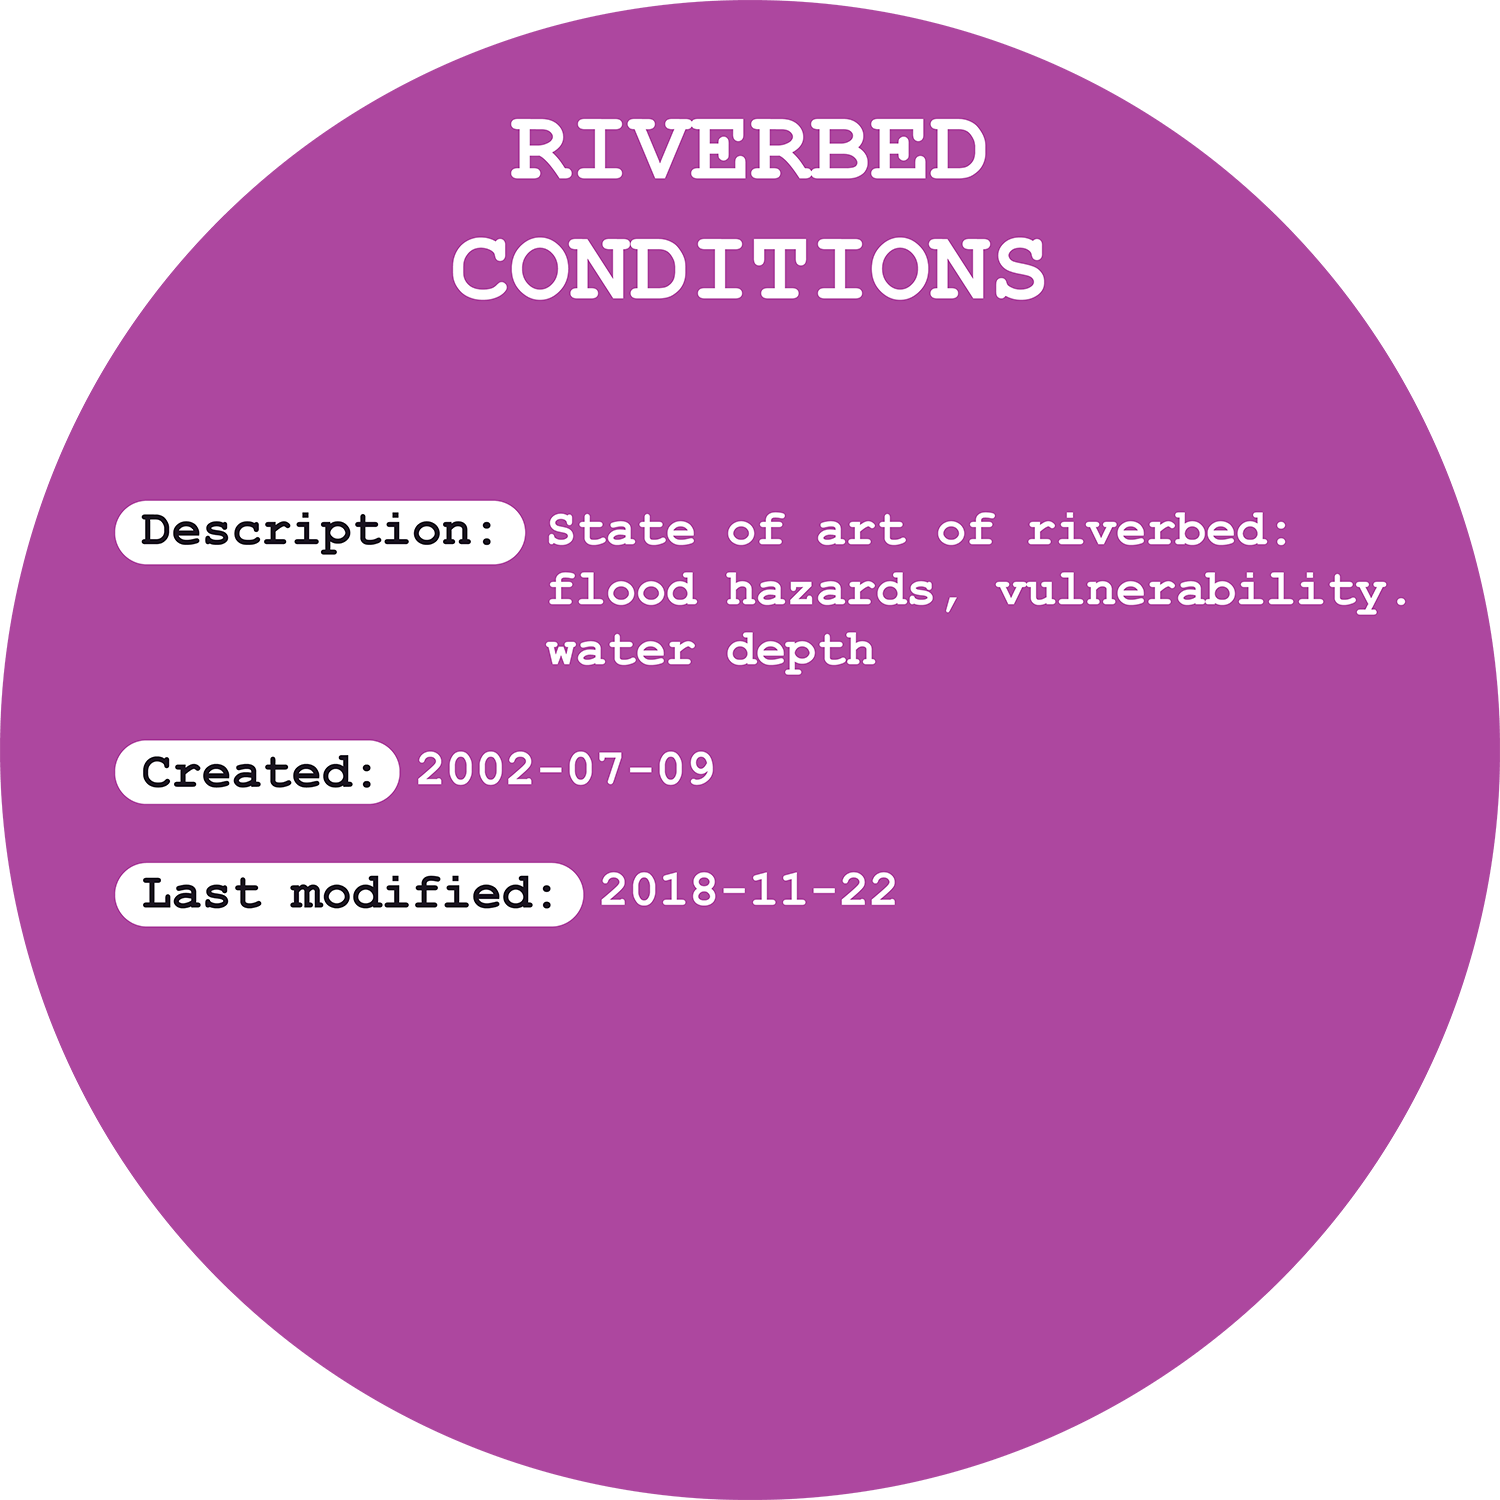 RIVERBED
CONDITIONS
Description: State of art of riverbed:
flood hazards, vulnerability.
water depth
Created: 2002-07-09
Last modified: 2018-11-22